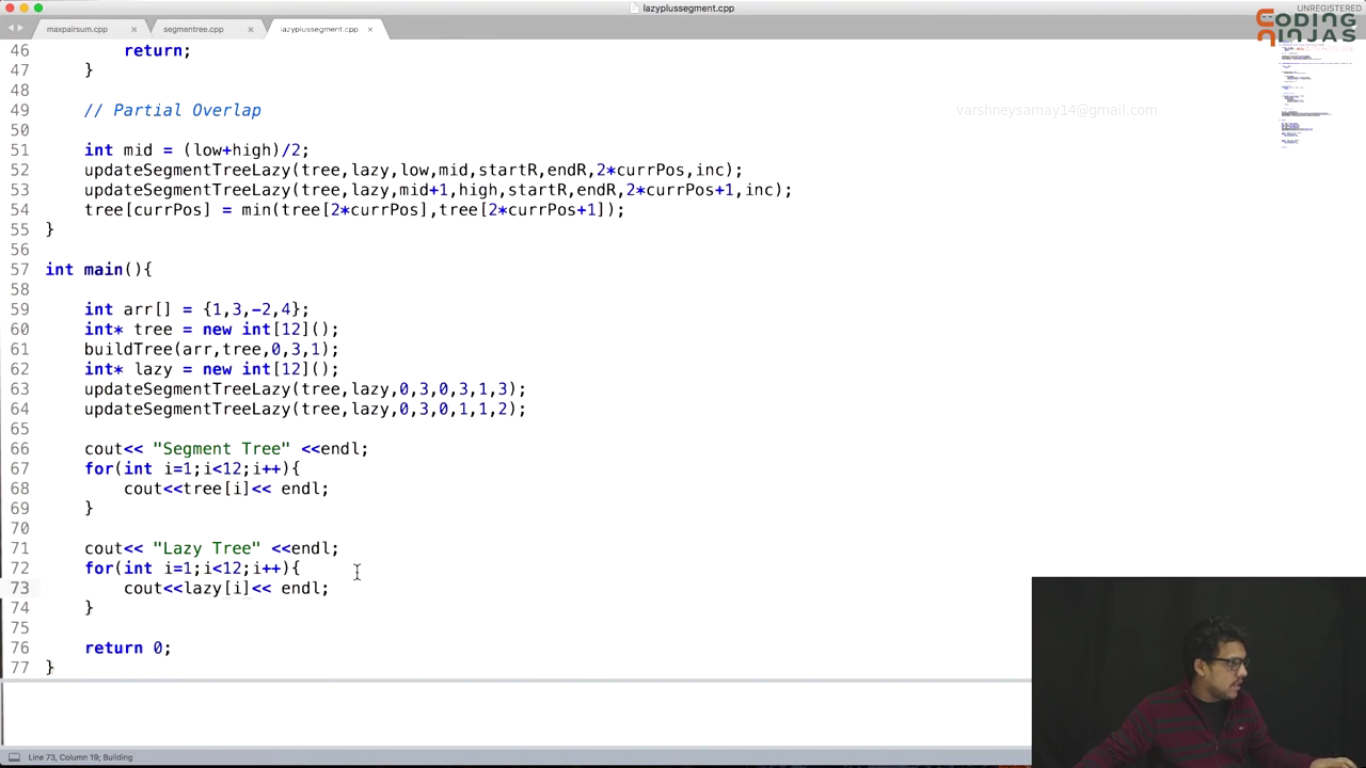 lazyplussegment.cpp
UNREGISTERED
CODING NINJAS
maxpairsum.cpp × segmentree.cpp × lazyplussegment.cpp ×
46 return;
47 }
48
49 // Partial Overlap
varshneysamay14@gmail.com
50
51 int mid = (low+high)/2;
52 updateSegmentTreeLazy(tree,lazy,low,mid,startR,endR,2*currPos,inc);
53 updateSegmentTreeLazy(tree,lazy,mid+1,high,startR,endR,2*currPos+1,inc);
54 tree[currPos] = min(tree[2*currPos],tree[2*currPos+1]);
55 }
56
57 int main(){
58
59 int arr[] = {1,3,-2,4};
60 int* tree = new int[12]();
61 buildTree(arr,tree,0,3,1);
62 int* lazy = new int[12]();
63 updateSegmentTreeLazy(tree,lazy,0,3,0,3,1,3);
64 updateSegmentTreeLazy(tree,lazy,0,3,0,1,1,2);
65
66 cout<< "Segment Tree" <<endl;
67 for(int i=1;i<12;i++){
68 cout<<tree[i]<< endl;
69 }
70
71 cout<< "Lazy Tree" <<endl;
72 for(int i=1;i<12;i++){
73 cout<<lazy[i]<< endl;
74 }
75
76 return 0;
77 }
Line 73, Column 19; Building